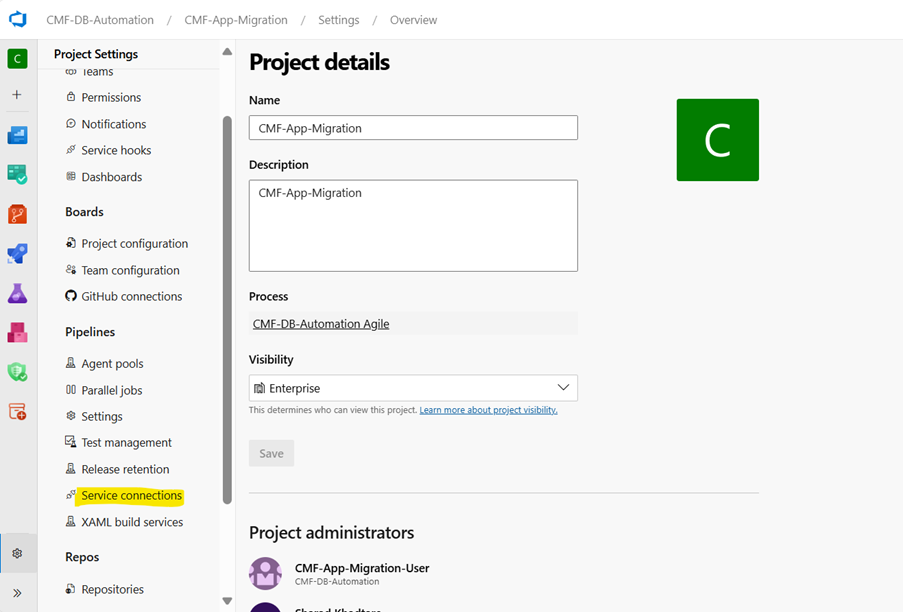 CMF-DB-Automation / CMF-App-Migration / Settings / Overview
C
Project Settings
Teams
Permissions
Notifications
Service hooks
Dashboards
Boards
Project configuration
Team configuration
GitHub connections
Pipelines
Agent pools
Parallel jobs
Settings
Test management
Release retention
Service connections
XAML build services
Repos
Repositories
Project details
Name
CMF-App-Migration
Description
CMF-App-Migration
Process
CMF-DB-Automation Agile
Visibility
Enterprise
This determines who can view this project. Learn more about project visibility.
Save
C
Project administrators
CMF-App-Migration-User
CMF-DB-Automation